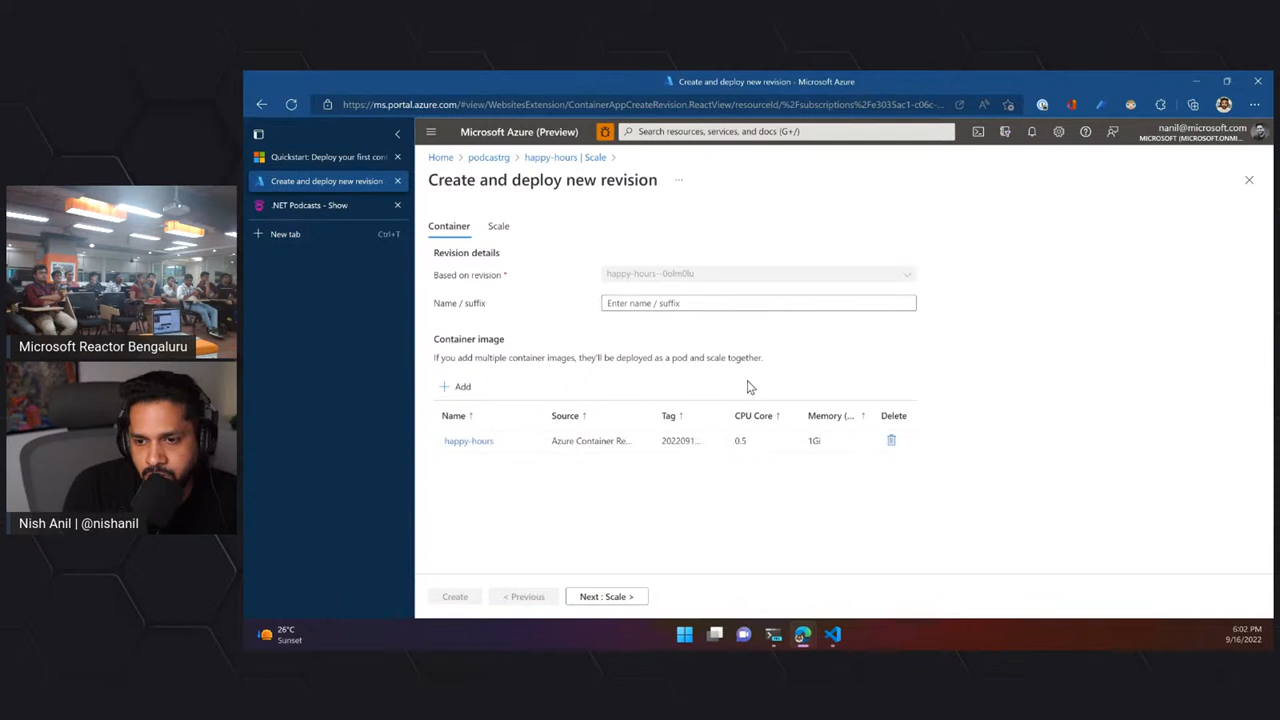 Create and deploy new revision - Microsoft Azure
https://ms.portal.azure.com/#view/WebsitesExtension/ContainerAppCreateRevision.ReactView/resourceId/%2Fsubscriptions%2Fe3035ac1-c06c-...
Microsoft Azure (Preview)
Search resources, services, and docs (G+/)
nanil@microsoft.com
MICROSOFT (MICROSOFT.ONMI...
Quickstart: Deploy your first con
Create and deploy new revision
.NET Podcasts - Show
New tab
Ctrl+T
Home > podcastrg > happy-hours | Scale >
Create and deploy new revision
...
Container
Scale
Revision details
Based on revision *
happy-hours--0olm0lu
Name / suffix
Enter name / suffix
Container image
If you add multiple container images, they'll be deployed as a pod and scale together.
+ Add
Name ↑ Source ↑ Tag ↑ CPU Core ↑ Memory (... ↑ Delete
happy-hours Azure Container Re... 2022091... 0.5 1Gi
Create
< Previous
Next : Scale >
Microsoft Reactor Bengaluru
Nish Anil | @nishanil
26°C
Sunset
6:02 PM
9/16/2022